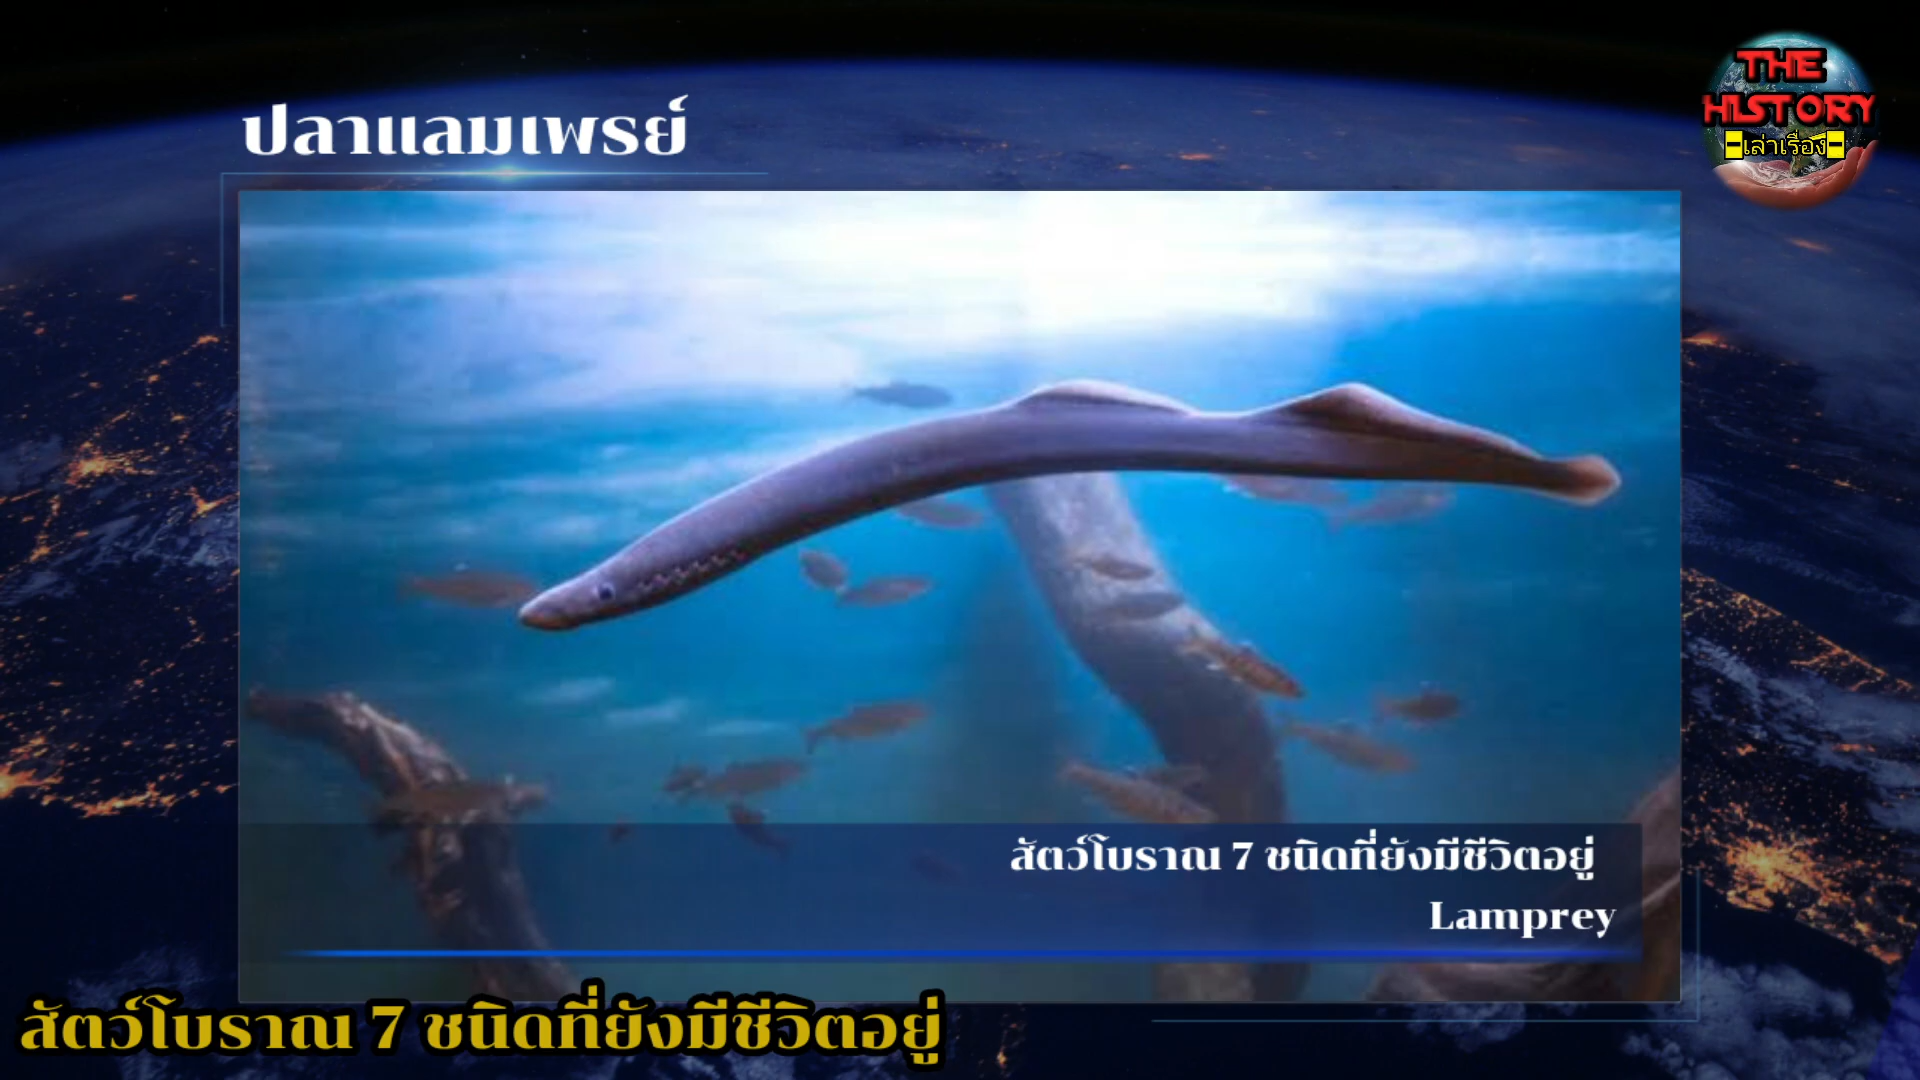 THE
HISTORY
เล่าเรื่อง
ปลาแลมเพรย์
สัตว์โบราณ 7 ชนิดที่ยังมีชีวิตอยู่
Lamprey
สัตว์โบราณ 7 ชนิดที่ยังมีชีวิตอยู่